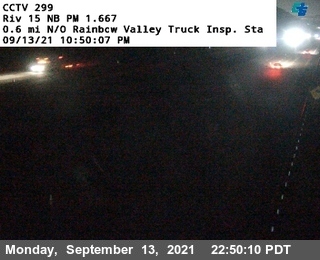 CCTV 299
Riv 15 NB PM 1.667
0.6 mi N/O Rainbow Valley Truck Insp. Sta
09/13/21 10:50:07 PM
Monday, September 13, 2021 22:50:10 PDT